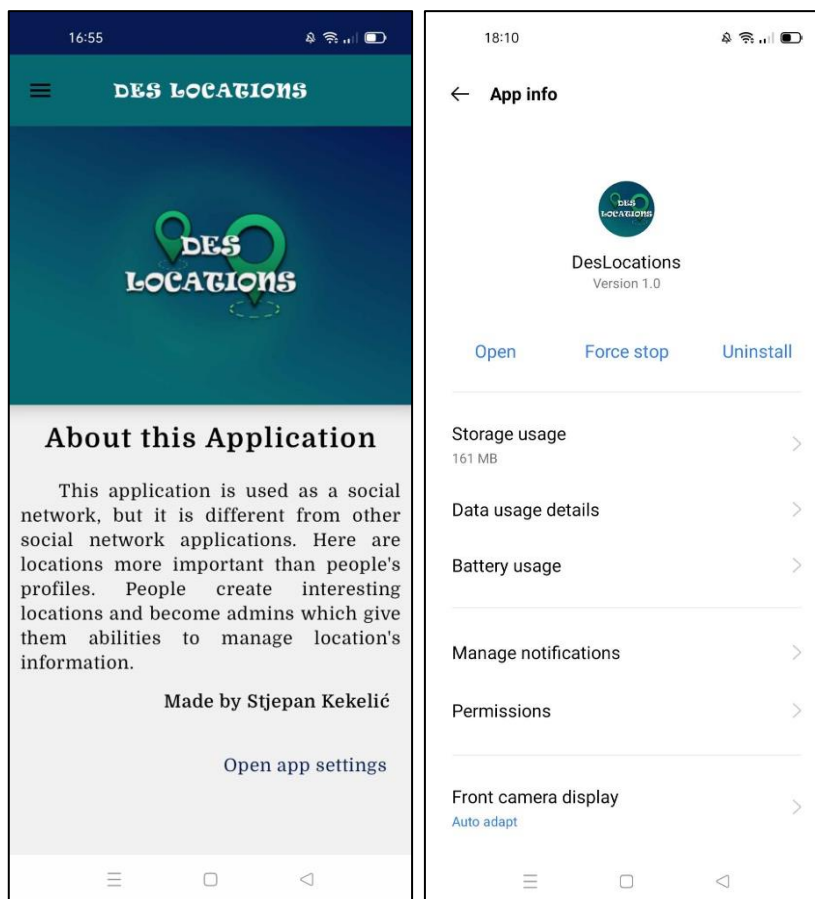 16:55
DES LOCATIONS
DES
LOCATIONS
About this Application
This application is used as a social
network, but it is different from other
social network applications. Here are
locations more important than people's
profiles. People create interesting
locations and become admins which give
them abilities to manage location's
information.
Made by Stjepan Kekelić
Open app settings
18:10
App info
DES
LOCATIONS
DesLocations
Version 1.0
Open Force stop Uninstall
Storage usage
161 MB
Data usage details
Battery usage
Manage notifications
Permissions
Front camera display
Auto adapt